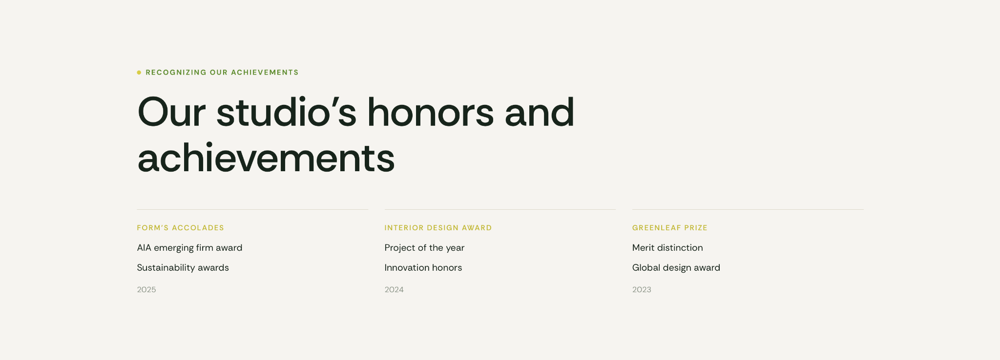 RECOGNIZING OUR ACHIEVEMENTS
Our studio's honors and
achievements
FORM'S ACCOLADES
AIA emerging firm award
Sustainability awards
2025
INTERIOR DESIGN AWARD
Project of the year
Innovation honors
2024
GREENLEAF PRIZE
Merit distinction
Global design award
2023